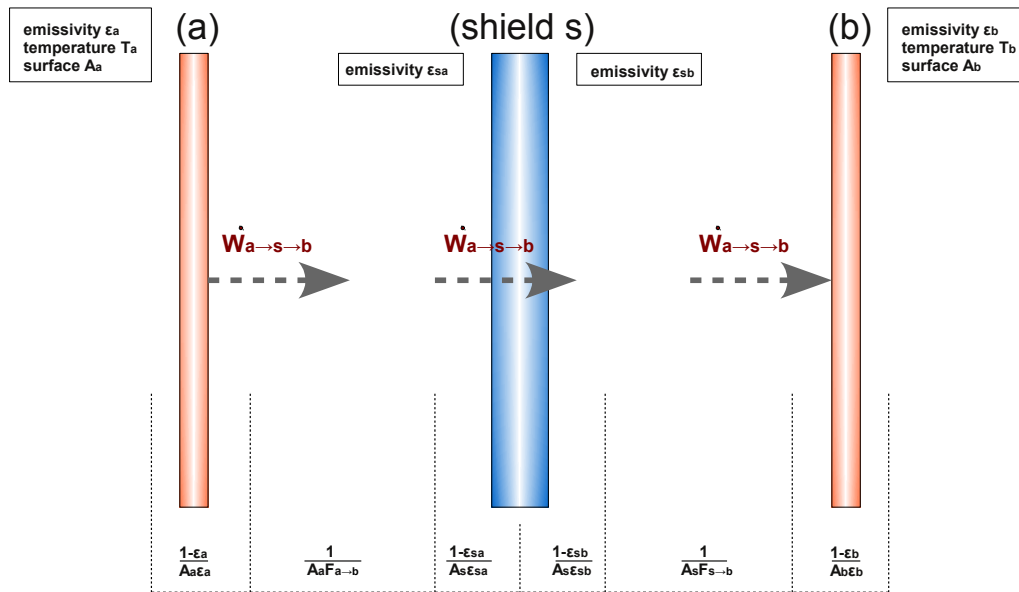 (a)
(shield s)
(b)
emissivity εa
temperature Ta
surface Aa
emissivity εsa
emissivity εsb
emissivity εb
temperature Tb
surface Ab
Ẇa→s→b
Ẇa→s→b
Ẇa→s→b
1-εa
Aaεa
1
AaFa→b
1-εsa
Asεsa
1-εsb
Asεsb
1
AsFs→b
1-εb
Abεb